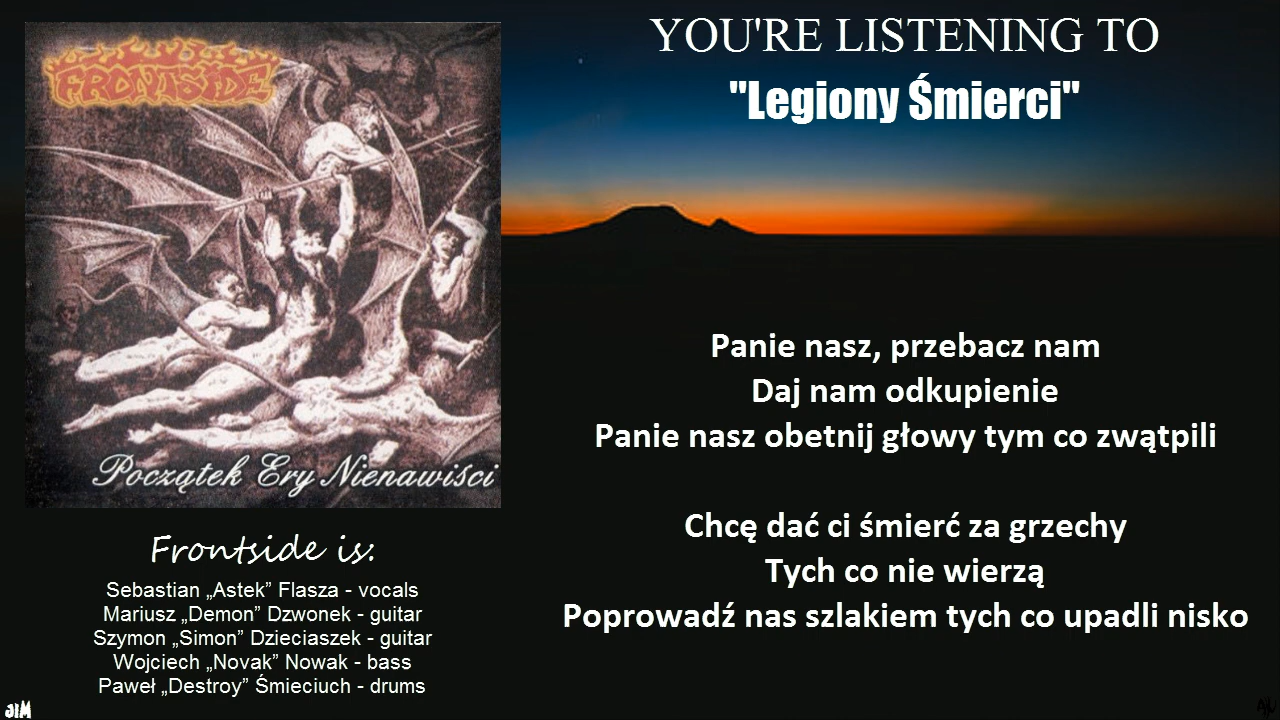 FRONTSIDE
Początek Ery Nienawiści
Frontside is:
Sebastian „Astek” Flasza - vocals
Mariusz „Demon” Dzwonek - guitar
Szymon „Simon” Dzieciaszek - guitar
Wojciech „Novak” Nowak - bass
Paweł „Destroy” Śmieciuch - drums
JIM
YOU'RE LISTENING TO
"Legiony Śmierci"
Panie nasz, przebacz nam
Daj nam odkupienie
Panie nasz obetnij głowy tym co zwątpili
Chcę dać ci śmierć za grzechy
Tych co nie wierzą
Poprowadź nas szlakiem tych co upadli nisko